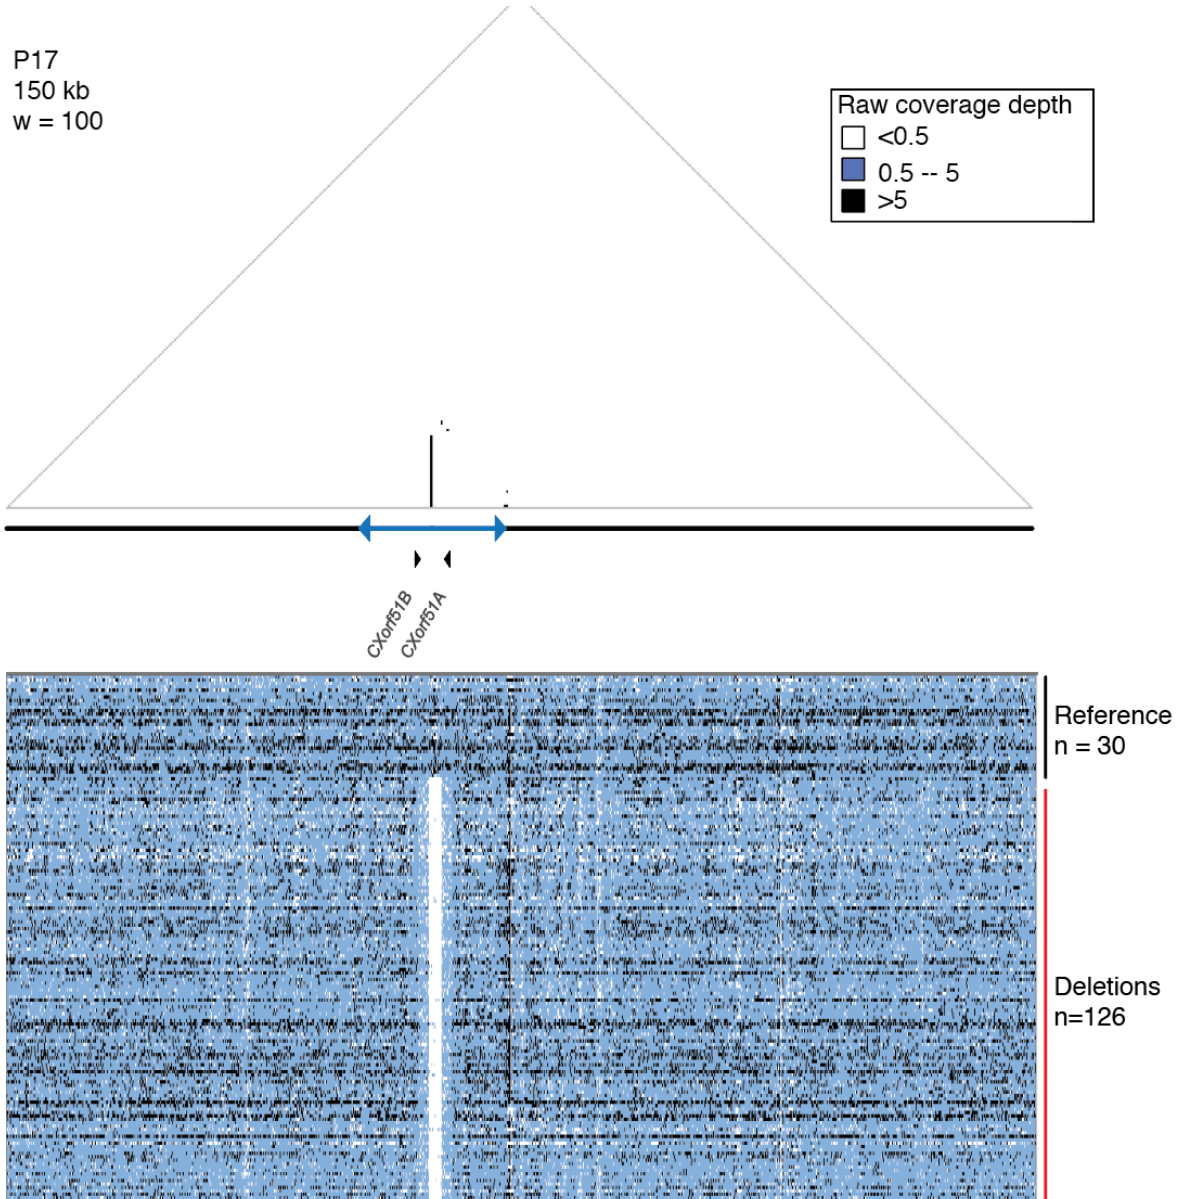 P17
150 kb
w = 100
Raw coverage depth
<0.5
0.5 -- 5
>5
CXorf51B
CXorf51A
Reference
n = 30
Deletions
n=126